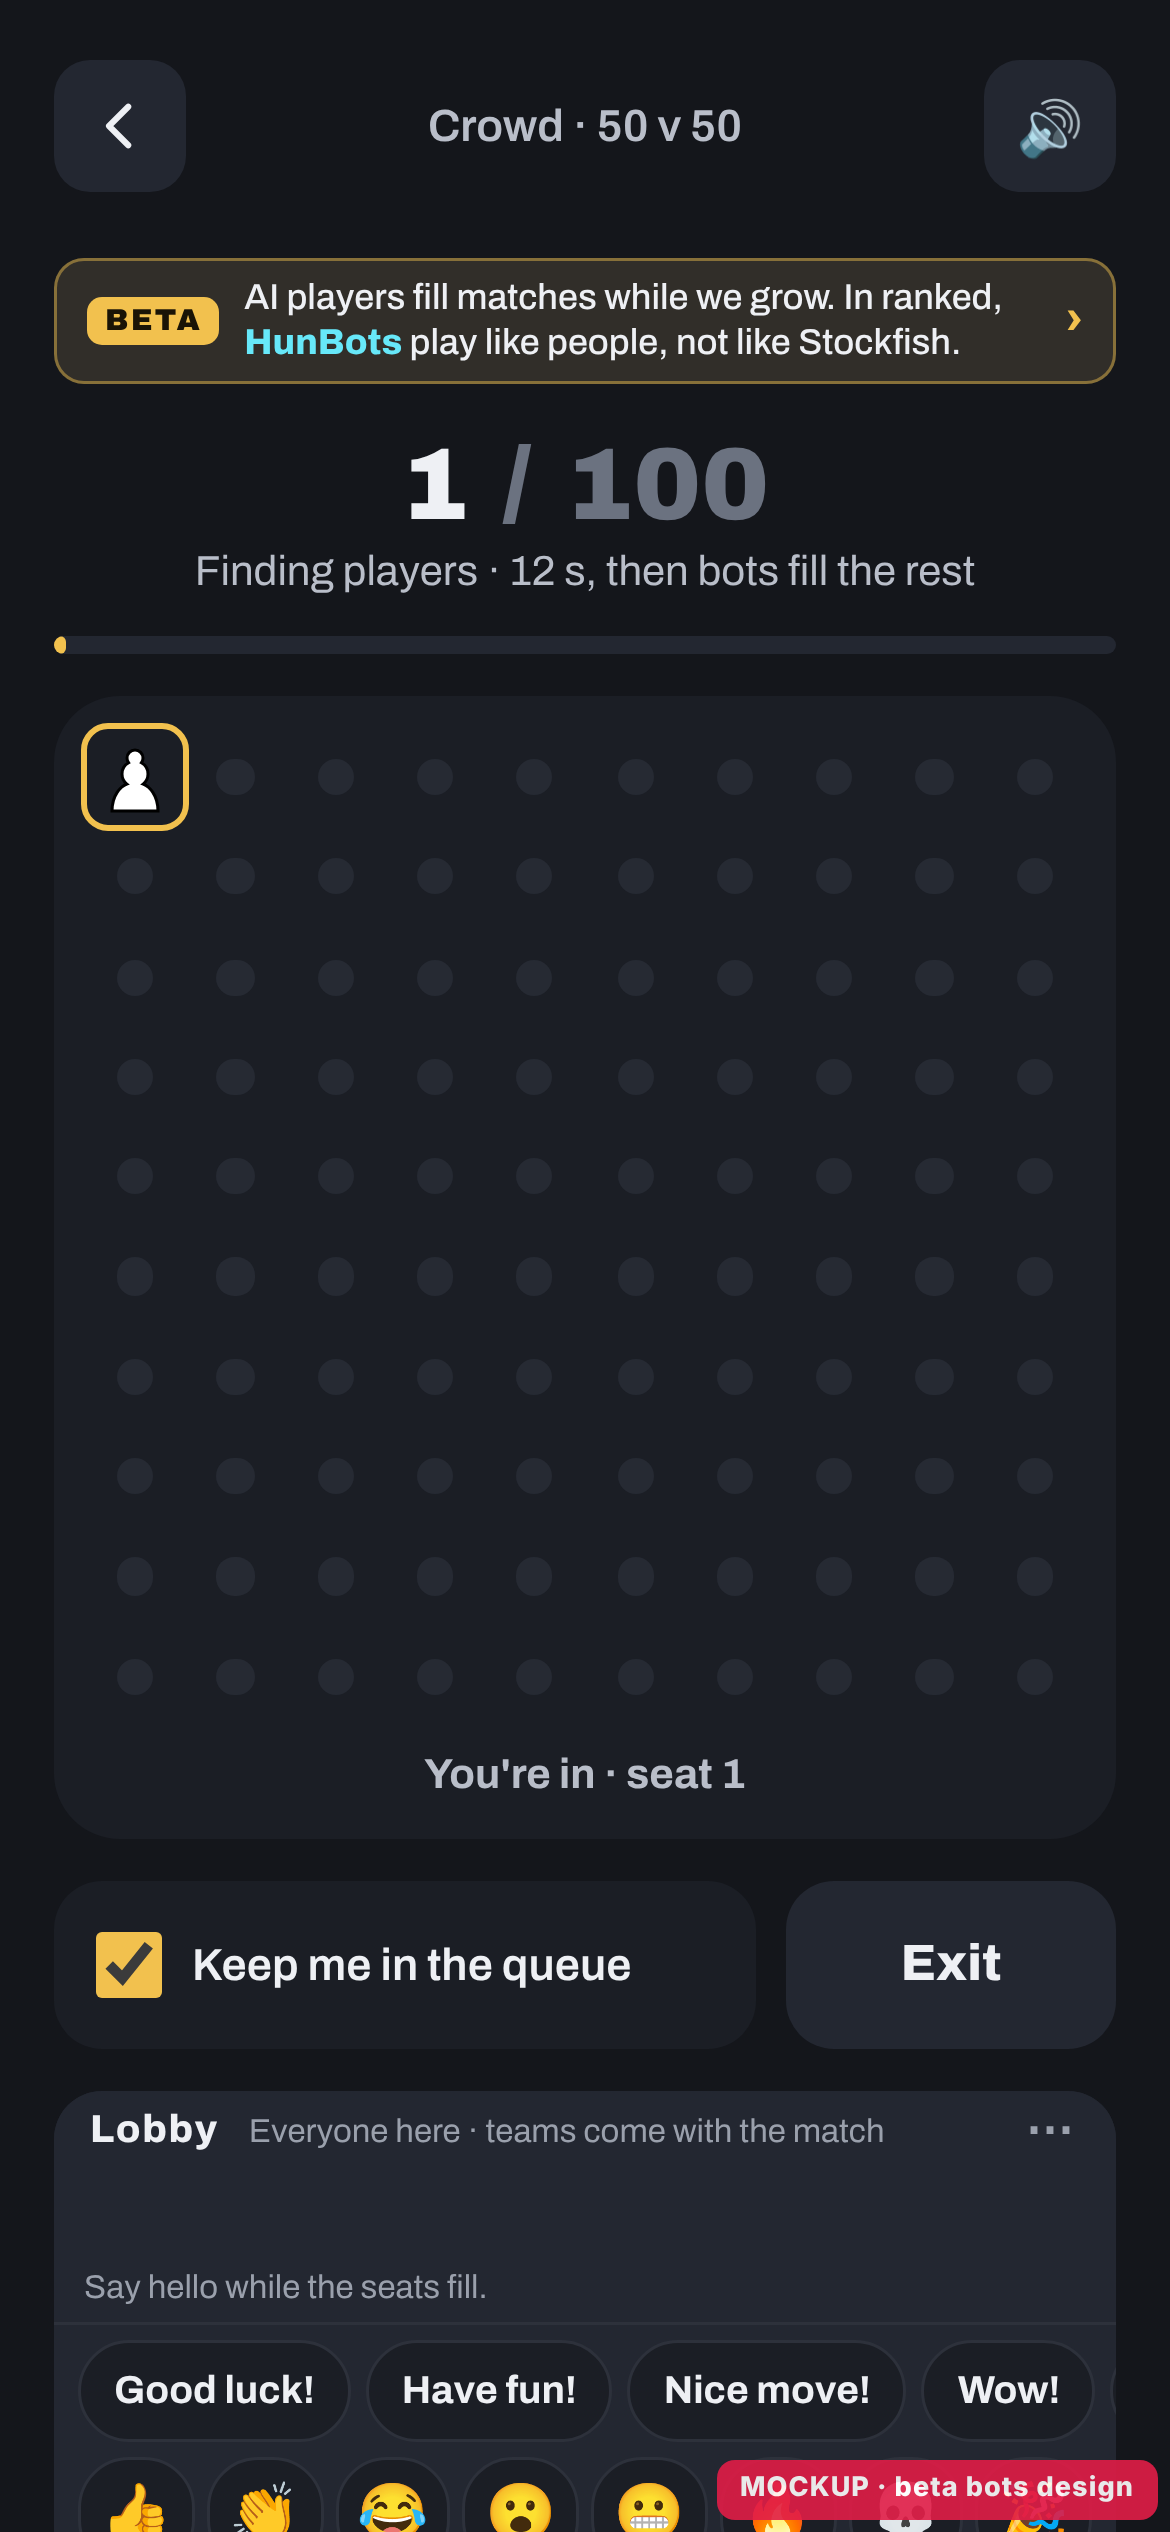 Crowd · 50 v 50
BETA
AI players fill matches while we grow. In ranked,
HunBots play like people, not like Stockfish.
1 / 100
Finding players · 12 s, then bots fill the rest
You're in · seat 1
Keep me in the queue
Exit
Lobby
Everyone here · teams come with the match
Say hello while the seats fill.
Good luck!
Have fun!
Nice move!
Wow!
MOCKUP · beta bots design